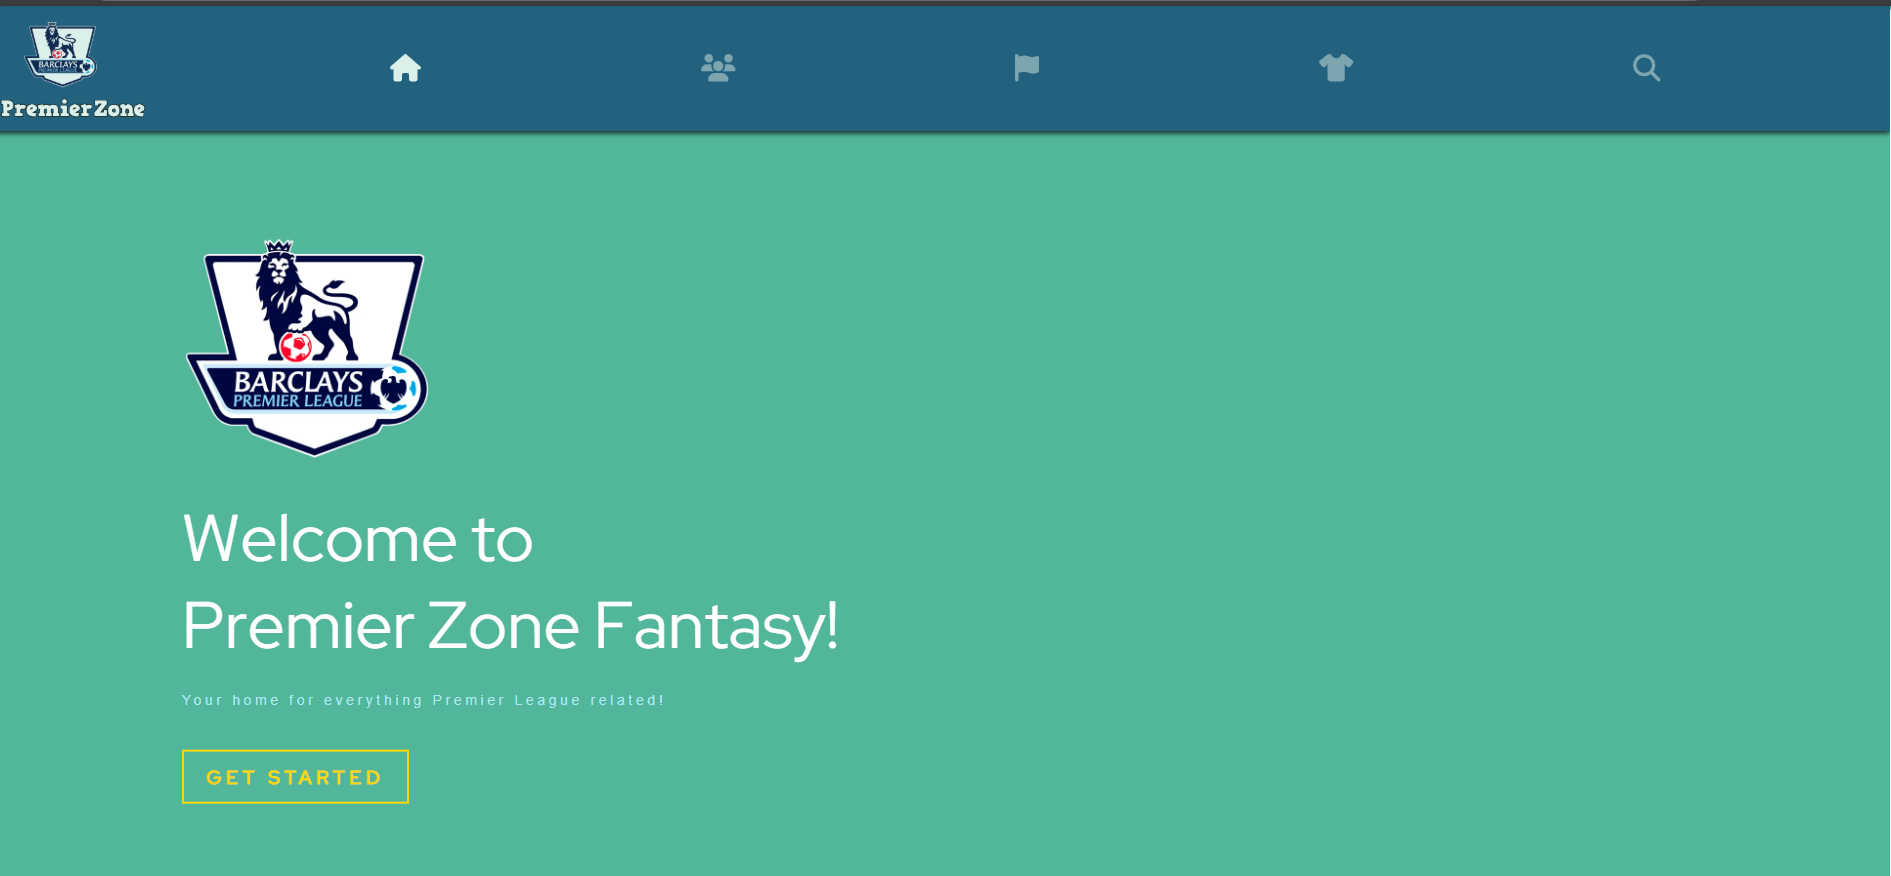 BARCLAYS
PREMIER LEAGUE
PremierZone
BARCLAYS
PREMIER LEAGUE
Welcome to
Premier Zone Fantasy!
Your home for everything Premier League related!
GET STARTED